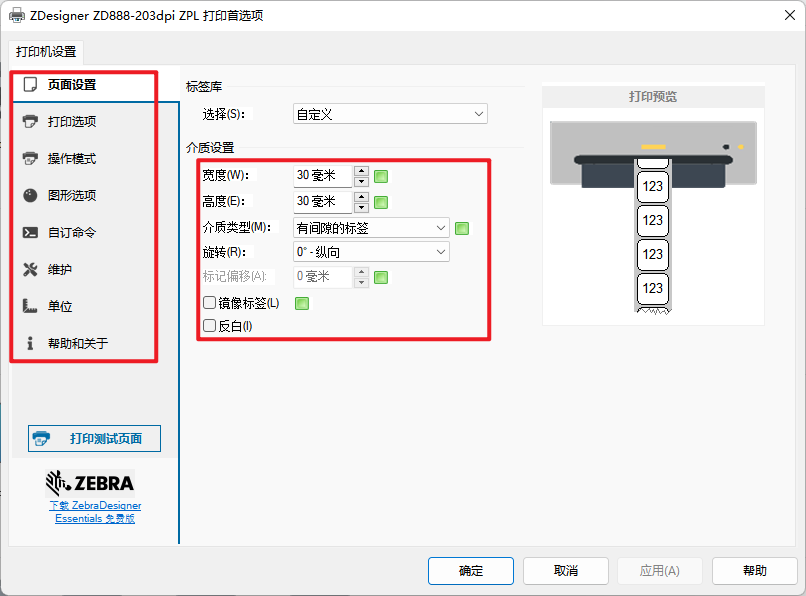 ZDesigner ZD888-203dpi ZPL 打印首选项
打印机设置
页面设置
打印选项
操作模式
图形选项
自订命令
维护
单位
帮助和关于
打印测试页面
ZEBRA
下载 ZebraDesigner
Essentials 免费版
标签库
选择(S): 自定义
介质设置
宽度(W): 30 毫米
高度(E): 30 毫米
介质类型(M): 有间隙的标签
旋转(R): 0° - 纵向
标记偏移(A): 0 毫米
镜像标签(L)
反白(I)
打印预览
123
123
123
123
确定 取消 应用(A) 帮助